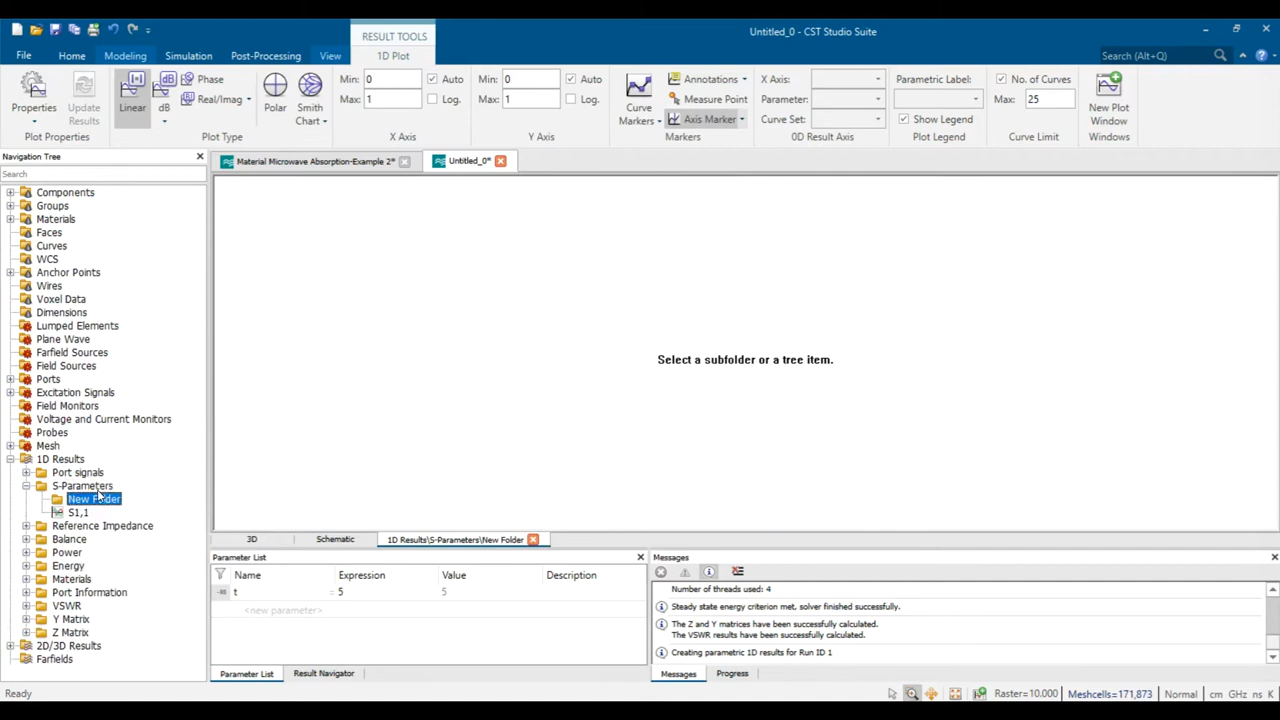 Untitled_0 - CST Studio Suite
RESULT TOOLS
File Home Modeling Simulation Post-Processing View 1D Plot Search (Alt+Q)
Properties
Update Results
Linear
dB
Phase
Real/Imag
Polar
Smith Chart
Min: 0 Auto
Max: 1 Log.
Min: 0 Auto
Max: 1 Log.
Curve Markers
Annotations
Measure Point
Axis Marker
X Axis:
Parameter:
Curve Set:
Parametric Label:
Show Legend
No. of Curves
Max: 25
New Plot Window
Plot Properties Plot Type X Axis Y Axis Markers 0D Result Axis Plot Legend Curve Limit Windows
Navigation Tree
Search
Material Microwave Absorption-Example 2* Untitled_0*
Components
Groups
Materials
Faces
Curves
WCS
Anchor Points
Wires
Voxel Data
Dimensions
Lumped Elements
Plane Wave
Farfield Sources
Field Sources
Ports
Excitation Signals
Field Monitors
Voltage and Current Monitors
Probes
Mesh
1D Results
Port signals
S-Parameters
New Folder
S1,1
Reference Impedance
Balance
Power
Energy
Materials
Port Information
VSWR
Y Matrix
Z Matrix
2D/3D Results
Farfields
Select a subfolder or a tree item.
3D Schematic 1D Results\S-Parameters\New Folder
Parameter List
Name Expression Value Description
t = 5 5
<new parameter>
Parameter List Result Navigator
Messages
Number of threads used: 4
Steady state energy criterion met, solver finished successfully.
The Z and Y matrices have been successfully calculated.
The VSWR results have been successfully calculated.
Creating parametric 1D results for Run ID 1
Messages Progress
Ready
Raster=10.000 Meshcells=171,873 Normal cm GHz ns K